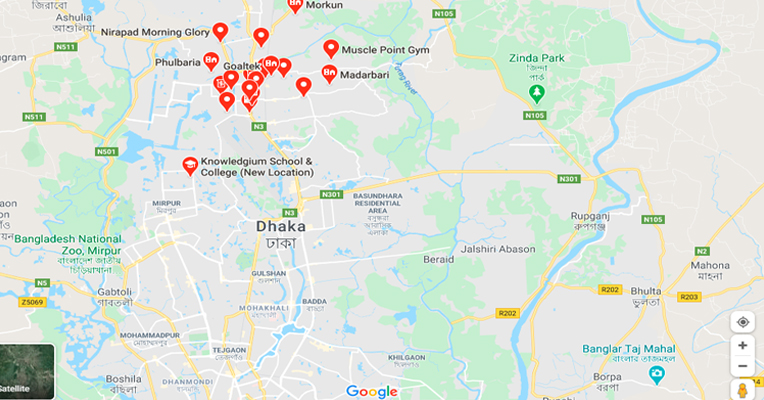 জিরাবো
Ashulia
আশুলিয়া
Morkun
N105
Nirapad Morning Glory
N511
Muscle Point Gym
Zinda Park
জিন্দা
পার্ক
Phulbaria
Goaltek
Madarbari
Turag River
N105
N511
N3
N501
Knowledgium School &
College (New Location)
N301
N301
MIRPUR
মিরপুর
BASUNDHARA
RESIDENTIAL
AREA
বসুন্ধরা
আবাসিক
এলাকা
N3
Rupganj
রূপগঞ্জ
N105
Dhaka
ঢাকা
Bangladesh National
Zoo, Mirpur
বাংলাদেশ জাতীয়
চিড়িয়াখানা
Jalshiri Abason
N2
Beraid
Mahona
মাহনা
GULSHAN
গুলশান
N5
Gabtoli
গাবতলী
Z5069
BADDA
বাড্ডা
MOHAKHALI
মহাখালী
R202
Bhulta
ভুলতা
R203
R202
MOHAMMADPUR
মোহাম্মদপুর
TEJGAON
তেজগাঁও
KHILGAON
খিলগাঁও
Banglar Taj Mahal
বাংলার তাজমহল
Boshila
বছিলা
DHANMONDI
ধানমন্ডি
Borpa
বরপা
Satellite
Google